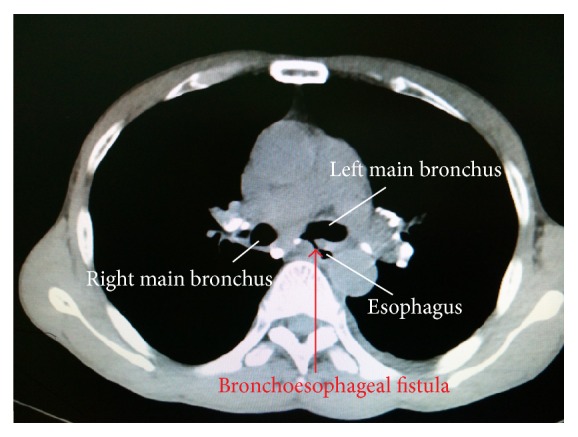 Left main bronchus
Right main bronchus
Esophagus
Bronchoesophageal fistula